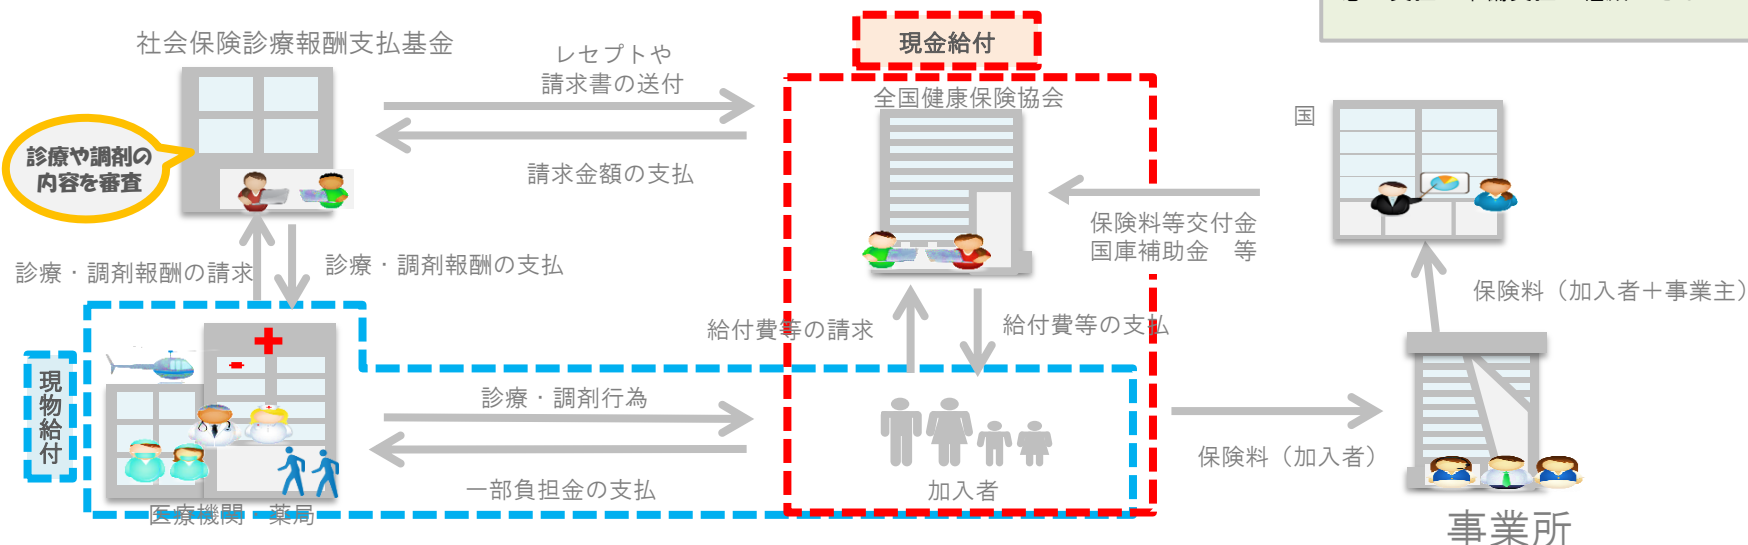 社会保険診療報酬支払基金
レセプトや
請求書の送付
現金給付
全国健康保険協会
国
診療や調剤の
内容を審査
請求金額の支払
保険料等交付金
国庫補助金　等
診療・調剤報酬の請求
診療・調剤報酬の支払
保険料（加入者＋事業主）
給付費等の請求
給付費等の支払
現物給付
診療・調剤行為
保険料（加入者）
一部負担金の支払
加入者
医療機関・薬局
事業所